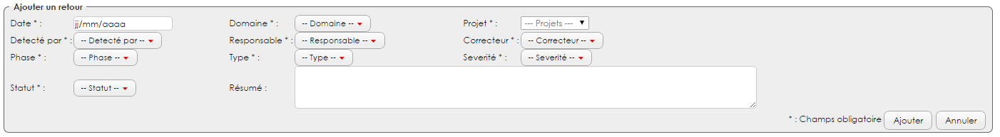 Ajouter un retour
Date * : jj/mm/aaaa Domaine * : -- Domaine -- Projet * : --- Projets ---
Detecté par * : -- Detecté par -- Responsable * : -- Responsable -- Correcteur * : -- Correcteur --
Phase * : -- Phase -- Type * : -- Type -- Severité * : -- Severité --
Statut * : -- Statut -- Résumé :
* : Champs obligatoire Ajouter Annuler